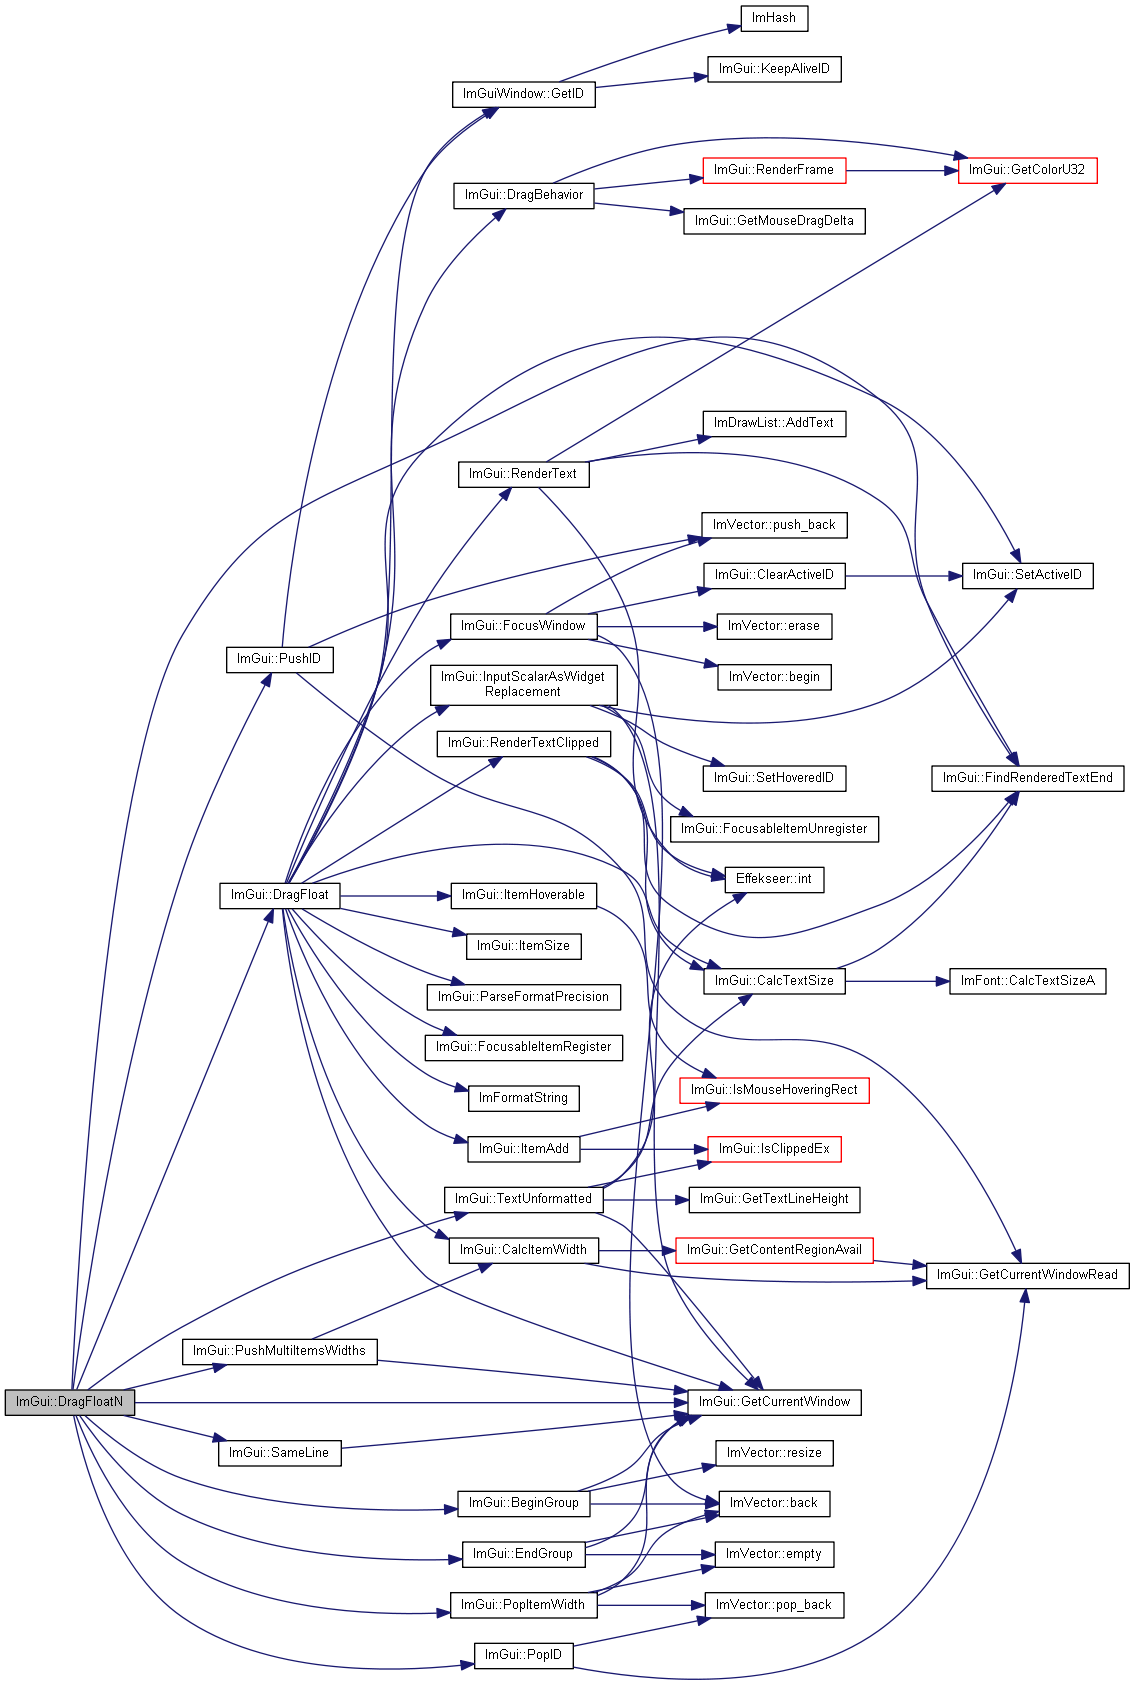 ImHash
ImGui::KeepAliveID
ImGuiWindow::GetID
ImGui::RenderFrame
ImGui::GetColorU32
ImGui::DragBehavior
ImGui::GetMouseDragDelta
ImDrawList::AddText
ImGui::RenderText
ImVector::push_back
ImGui::ClearActiveID
ImGui::SetActiveID
ImGui::FocusWindow
ImVector::erase
ImGui::PushID
ImGui::InputScalarAsWidget
Replacement
ImVector::begin
ImGui::RenderTextClipped
ImGui::SetHoveredID
ImGui::FindRenderedTextEnd
ImGui::FocusableItemUnregister
Effekseer::int
ImGui::DragFloat
ImGui::ItemHoverable
ImGui::ItemSize
ImGui::CalcTextSize
ImFont::CalcTextSizeA
ImGui::ParseFormatPrecision
ImGui::FocusableItemRegister
ImGui::IsMouseHoveringRect
ImFormatString
ImGui::ItemAdd
ImGui::IsClippedEx
ImGui::TextUnformatted
ImGui::GetTextLineHeight
ImGui::CalcItemWidth
ImGui::GetContentRegionAvail
ImGui::GetCurrentWindowRead
ImGui::PushMultiItemsWidths
ImGui::DragFloatN
ImGui::GetCurrentWindow
ImGui::SameLine
ImVector::resize
ImGui::BeginGroup
ImVector::back
ImGui::EndGroup
ImVector::empty
ImGui::PopItemWidth
ImVector::pop_back
ImGui::PopID